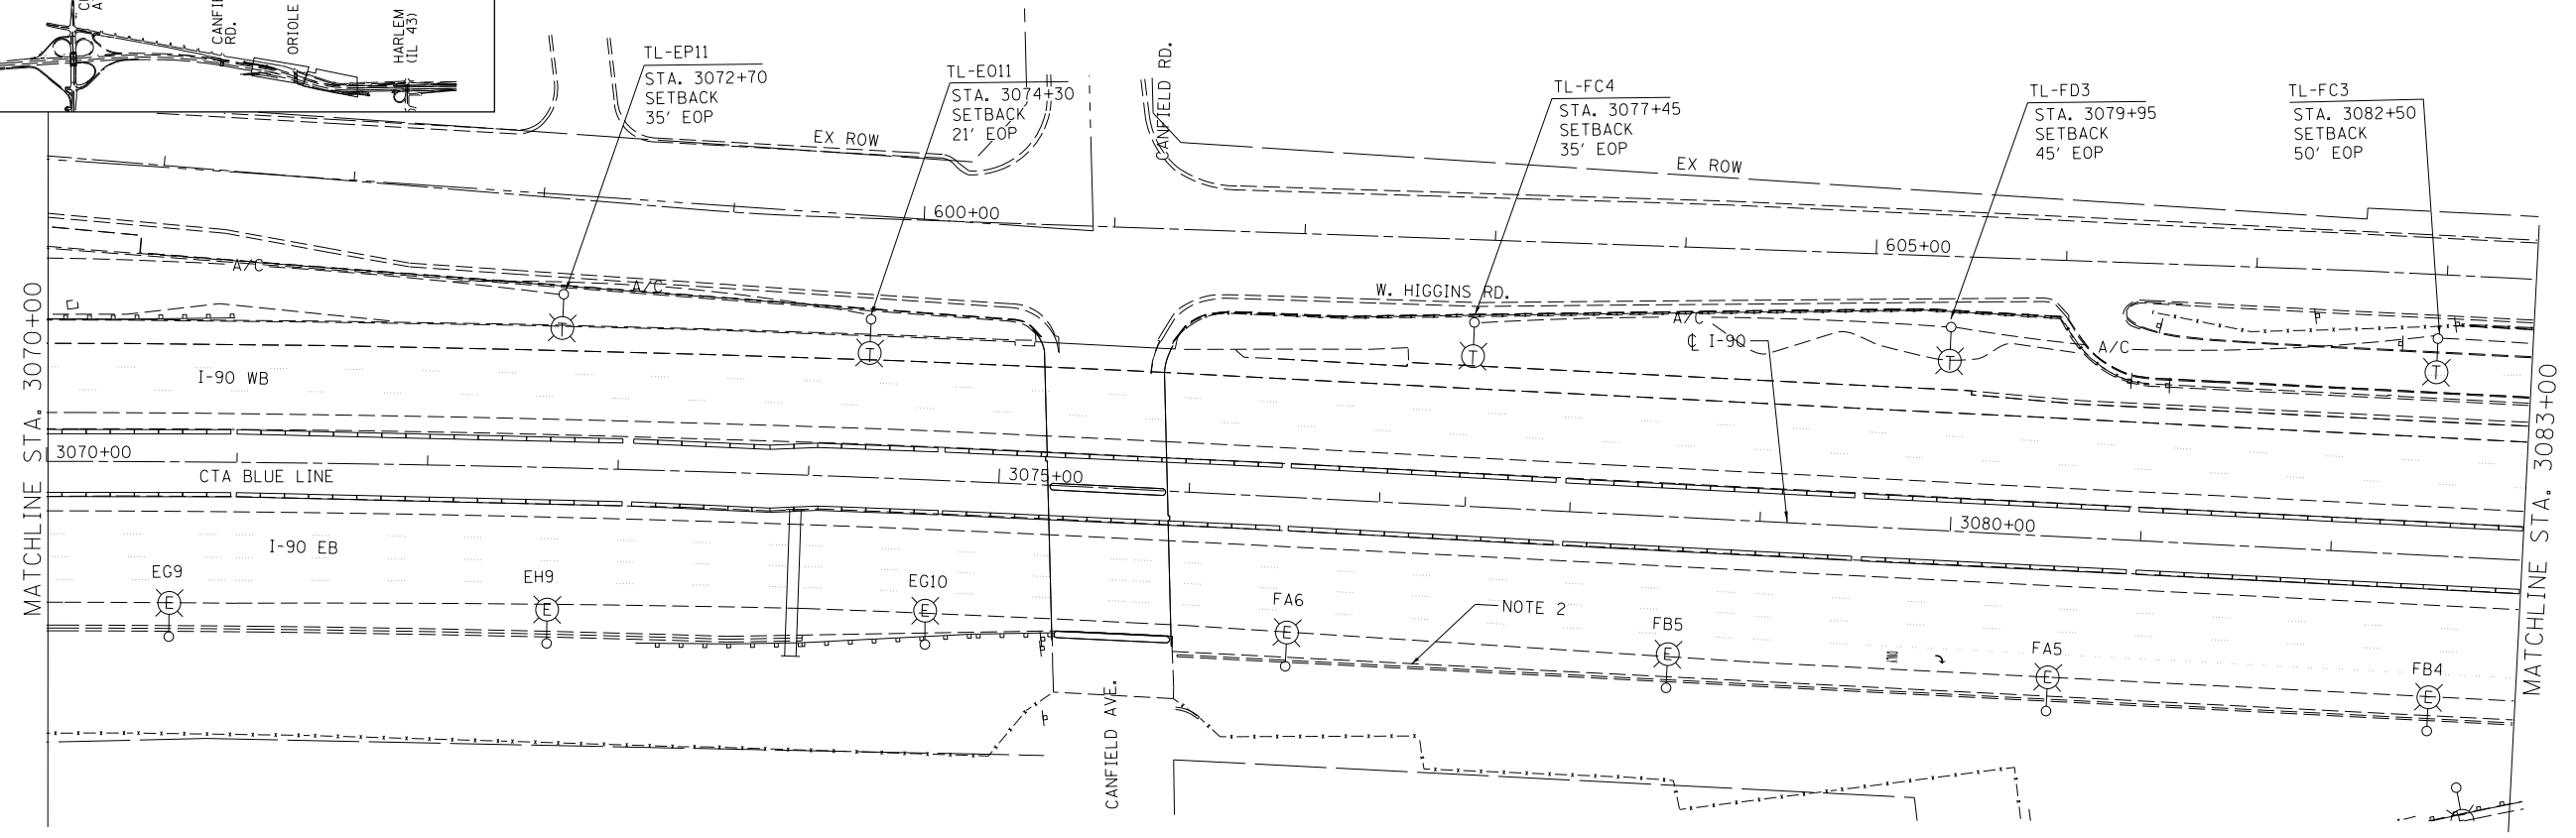 CANFI
RD.
ORIOLE
HARLEM
(IL 43)
TL-EP11
STA. 3072+70
SETBACK
35' EOP
TL-EO11
STA. 3074+30
SETBACK
21' EOP
CANFIELD RD.
TL-FC4
STA. 3077+45
SETBACK
35' EOP
TL-FD3
STA. 3079+95
SETBACK
45' EOP
TL-FC3
STA. 3082+50
SETBACK
50' EOP
EX ROW
EX ROW
600+00
605+00
A/C
A/C
W. HIGGINS RD.
A/C
A/C
℄ I-90
T
T
T
T
T
MATCHLINE STA. 3070+00
I-90 WB
3070+00
CTA BLUE LINE
3075+00
3080+00
MATCHLINE STA. 3083+00
I-90 EB
EG9
E
EH9
E
EG10
E
FA6
E
NOTE 2
FB5
E
FA5
E
FB4
E
CANFIELD AVE.